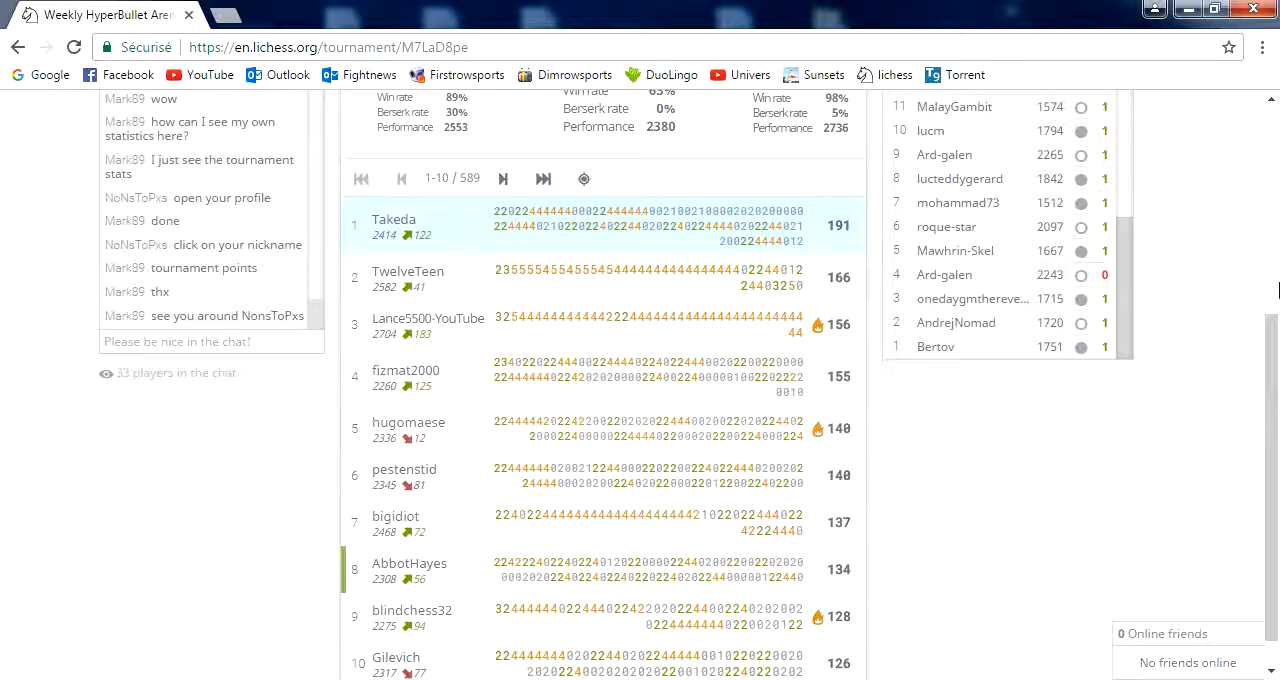 Weekly HyperBullet Aren
Sécurisé https://en.lichess.org/tournament/M7LaD8pe
Google Facebook YouTube Outlook Fightnews Firstrowsports Dimrowsports DuoLingo Univers Sunsets lichess Torrent
Mark89 wow
Mark89 how can I see my own
statistics here?
Mark89 I just see the tournament
stats
NoNsToPxs open your profile
Mark89 done
NoNsToPxs click on your nickname
Mark89 tournament points
Mark89 thx
Mark89 see you around NonsToPxs
Please be nice in the chat!
33 players in the chat
Win rate 89%
Berserk rate 30%
Performance 2553
Win rate 63%
Berserk rate 0%
Performance 2380
Win rate 98%
Berserk rate 5%
Performance 2736
1-10 / 589
1 Takeda 191
2414 122
2 TwelveTeen 166
2582 41
3 Lance5500-YouTube 156
2704 183
4 fizmat2000 155
2260 125
5 hugomaese 140
2336 12
6 pestenstid 140
2345 81
7 bigidiot 137
2468 72
8 AbbotHayes 134
2308 56
9 blindchess32 128
2275 94
10 Gilevich 126
2317 77
11 MalayGambit 1574 1
10 lucm 1794 1
9 Ard-galen 2265 1
8 lucteddygerard 1842 1
7 mohammad73 1512 1
6 roque-star 2097 1
5 Mawhrin-Skel 1667 1
4 Ard-galen 2243 0
3 onedaygmthereve... 1715 1
2 AndrejNomad 1720 1
1 Bertov 1751 1
0 Online friends
No friends online